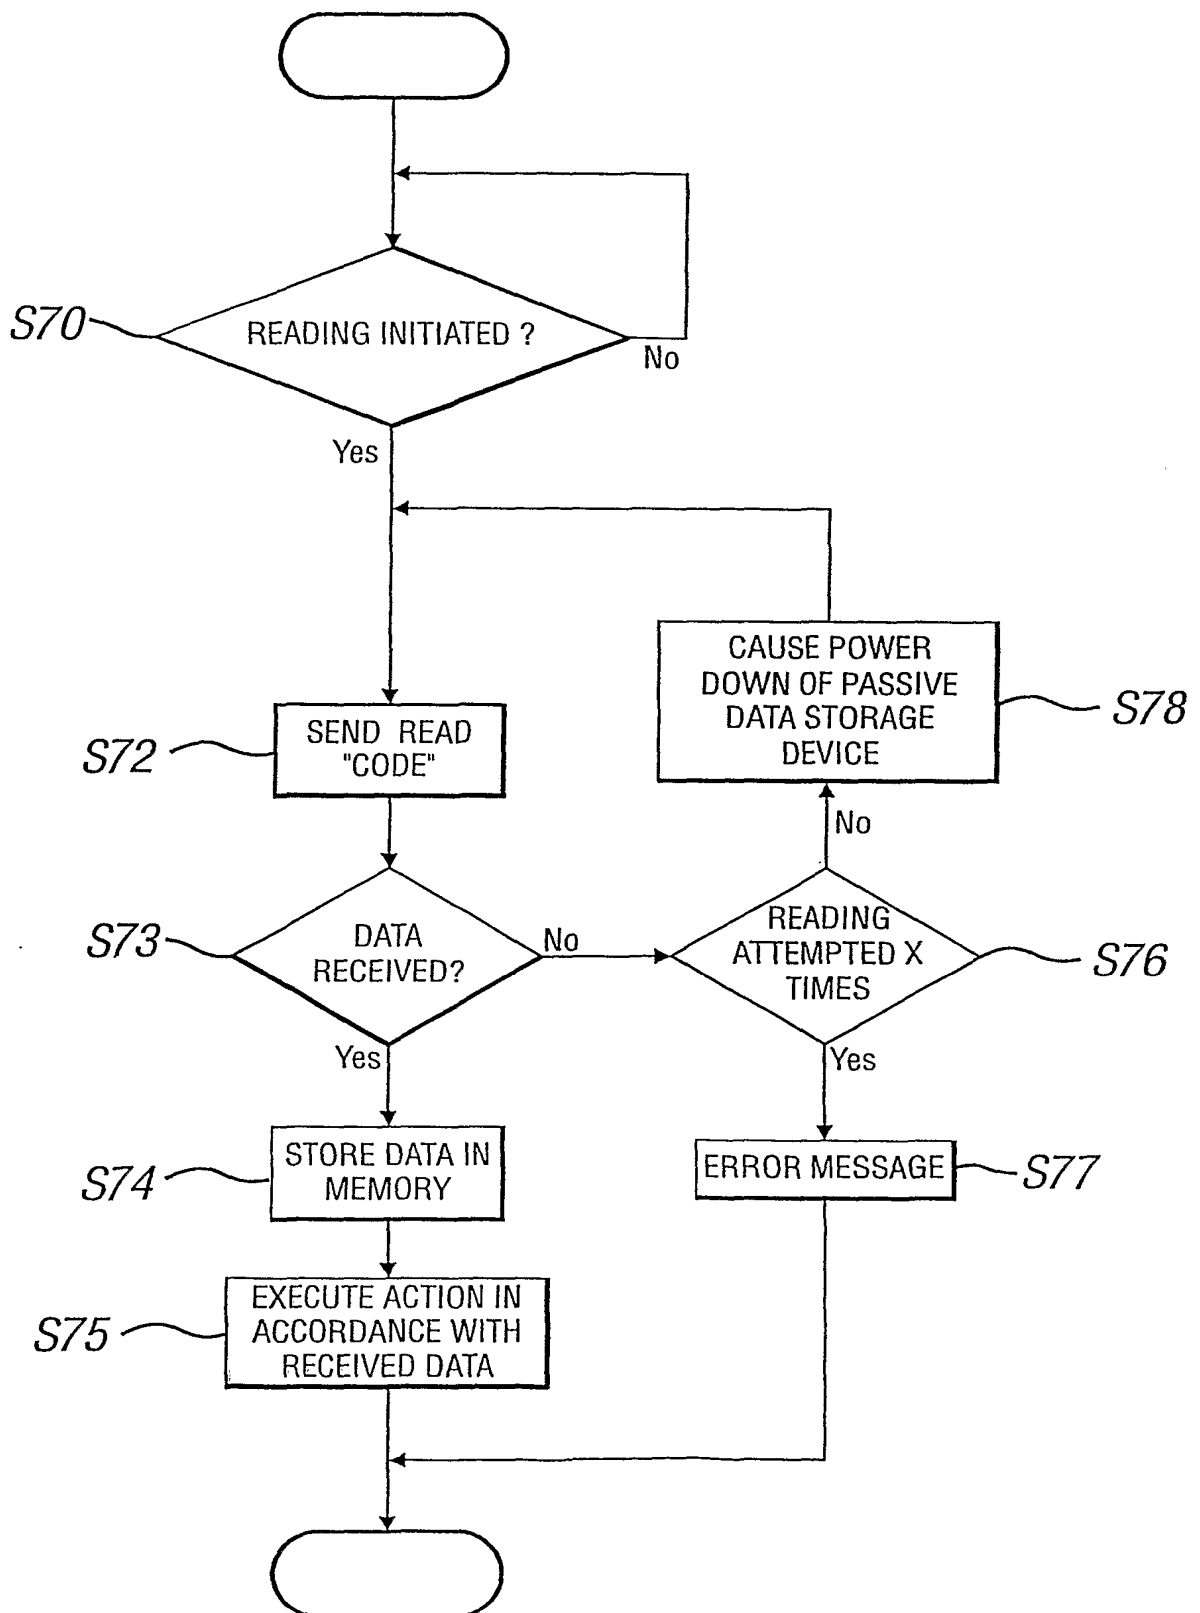 S70
READING INITIATED ?
No
Yes
CAUSE POWER
DOWN OF PASSIVE
DATA STORAGE
DEVICE
S78
S72
SEND READ
"CODE"
No
S73
DATA
RECEIVED?
No
READING
ATTEMPTED X
TIMES
S76
Yes
Yes
S74
STORE DATA IN
MEMORY
ERROR MESSAGE
S77
S75
EXECUTE ACTION IN
ACCORDANCE WITH
RECEIVED DATA